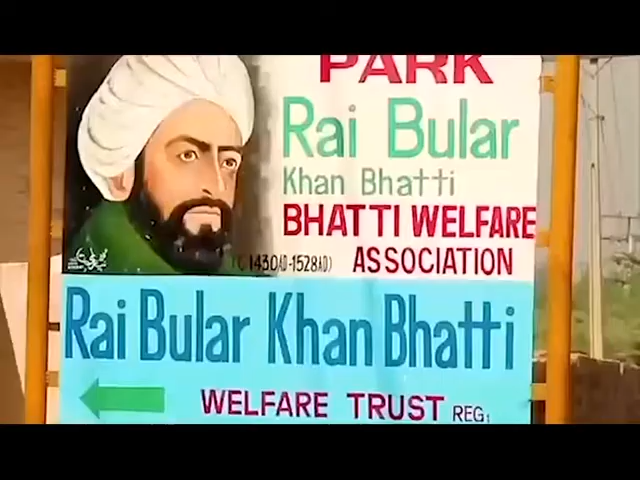 PARK
Rai Bular
Khan Bhatti
BHATTI WELFARE
(1430AD-1528AD)
ASSOCIATION
Rai Bular Khan Bhatti
WELFARE TRUST REG: